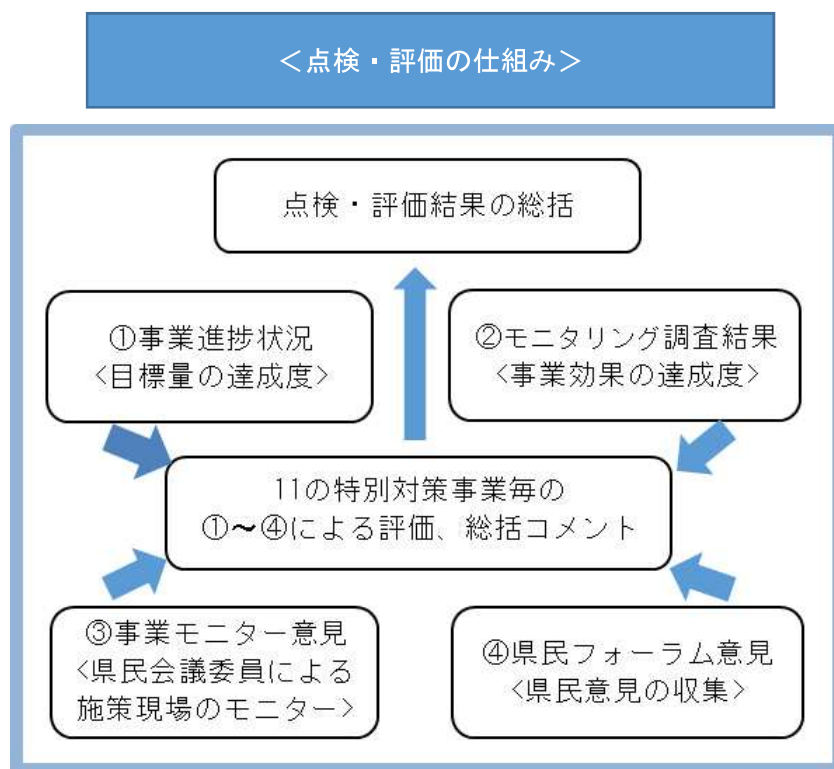 ＜点検・評価の仕組み＞
点検・評価結果の総括
①事業進捗状況
<目標量の達成度>
②モニタリング調査結果
<事業効果の達成度>
11の特別対策事業毎の
①～④による評価、総括コメント
③事業モニター意見
<県民会議委員による
施策現場のモニター>
④県民フォーラム意見
<県民意見の収集>